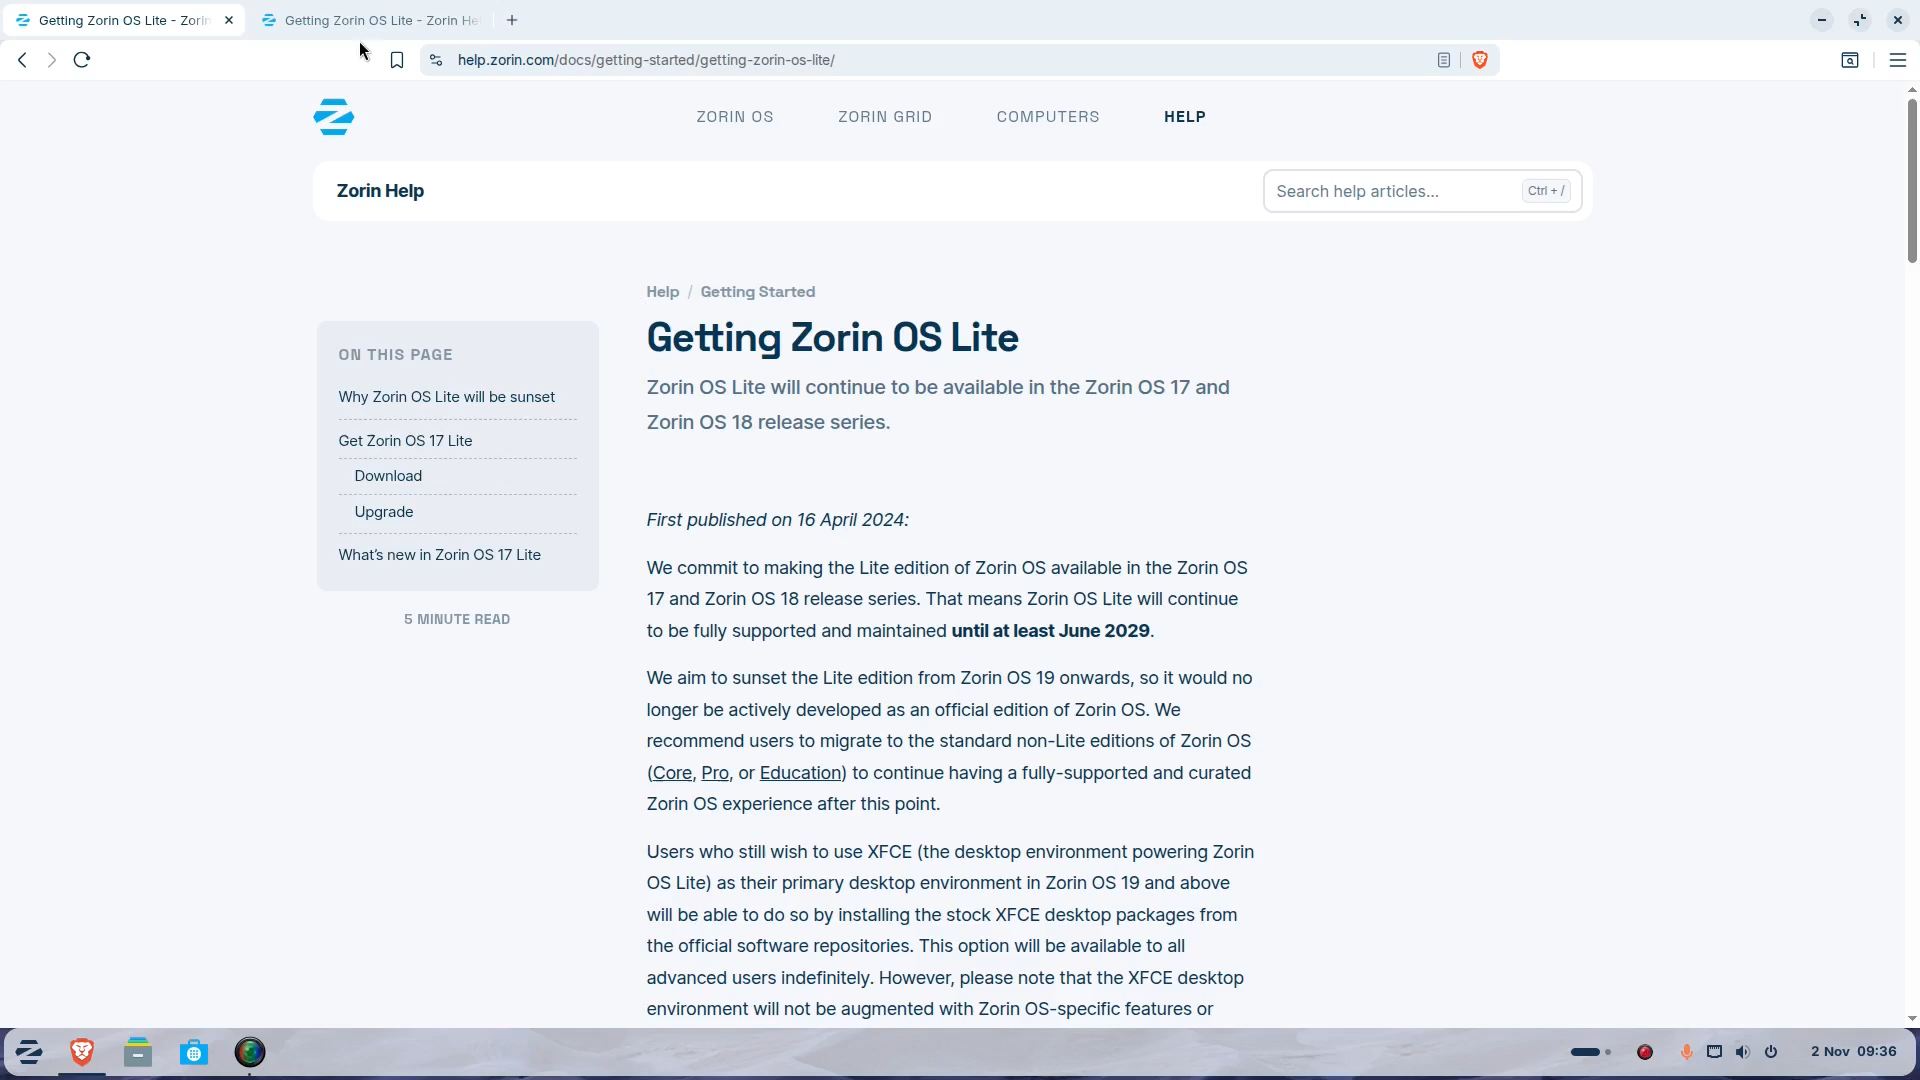 Getting Zorin OS Lite - Zorin
Getting Zorin OS Lite - Zorin He
help.zorin.com/docs/getting-started/getting-zorin-os-lite/
ZORIN OS
ZORIN GRID
COMPUTERS
HELP
Zorin Help
Search help articles...
Ctrl + /
Help / Getting Started
Getting Zorin OS Lite
Zorin OS Lite will continue to be available in the Zorin OS 17 and
Zorin OS 18 release series.
ON THIS PAGE
Why Zorin OS Lite will be sunset
Get Zorin OS 17 Lite
Download
Upgrade
What's new in Zorin OS 17 Lite
5 MINUTE READ
First published on 16 April 2024:
We commit to making the Lite edition of Zorin OS available in the Zorin OS
17 and Zorin OS 18 release series. That means Zorin OS Lite will continue
to be fully supported and maintained until at least June 2029.
We aim to sunset the Lite edition from Zorin OS 19 onwards, so it would no
longer be actively developed as an official edition of Zorin OS. We
recommend users to migrate to the standard non-Lite editions of Zorin OS
(Core, Pro, or Education) to continue having a fully-supported and curated
Zorin OS experience after this point.
Users who still wish to use XFCE (the desktop environment powering Zorin
OS Lite) as their primary desktop environment in Zorin OS 19 and above
will be able to do so by installing the stock XFCE desktop packages from
the official software repositories. This option will be available to all
advanced users indefinitely. However, please note that the XFCE desktop
environment will not be augmented with Zorin OS-specific features or
2 Nov 09:36